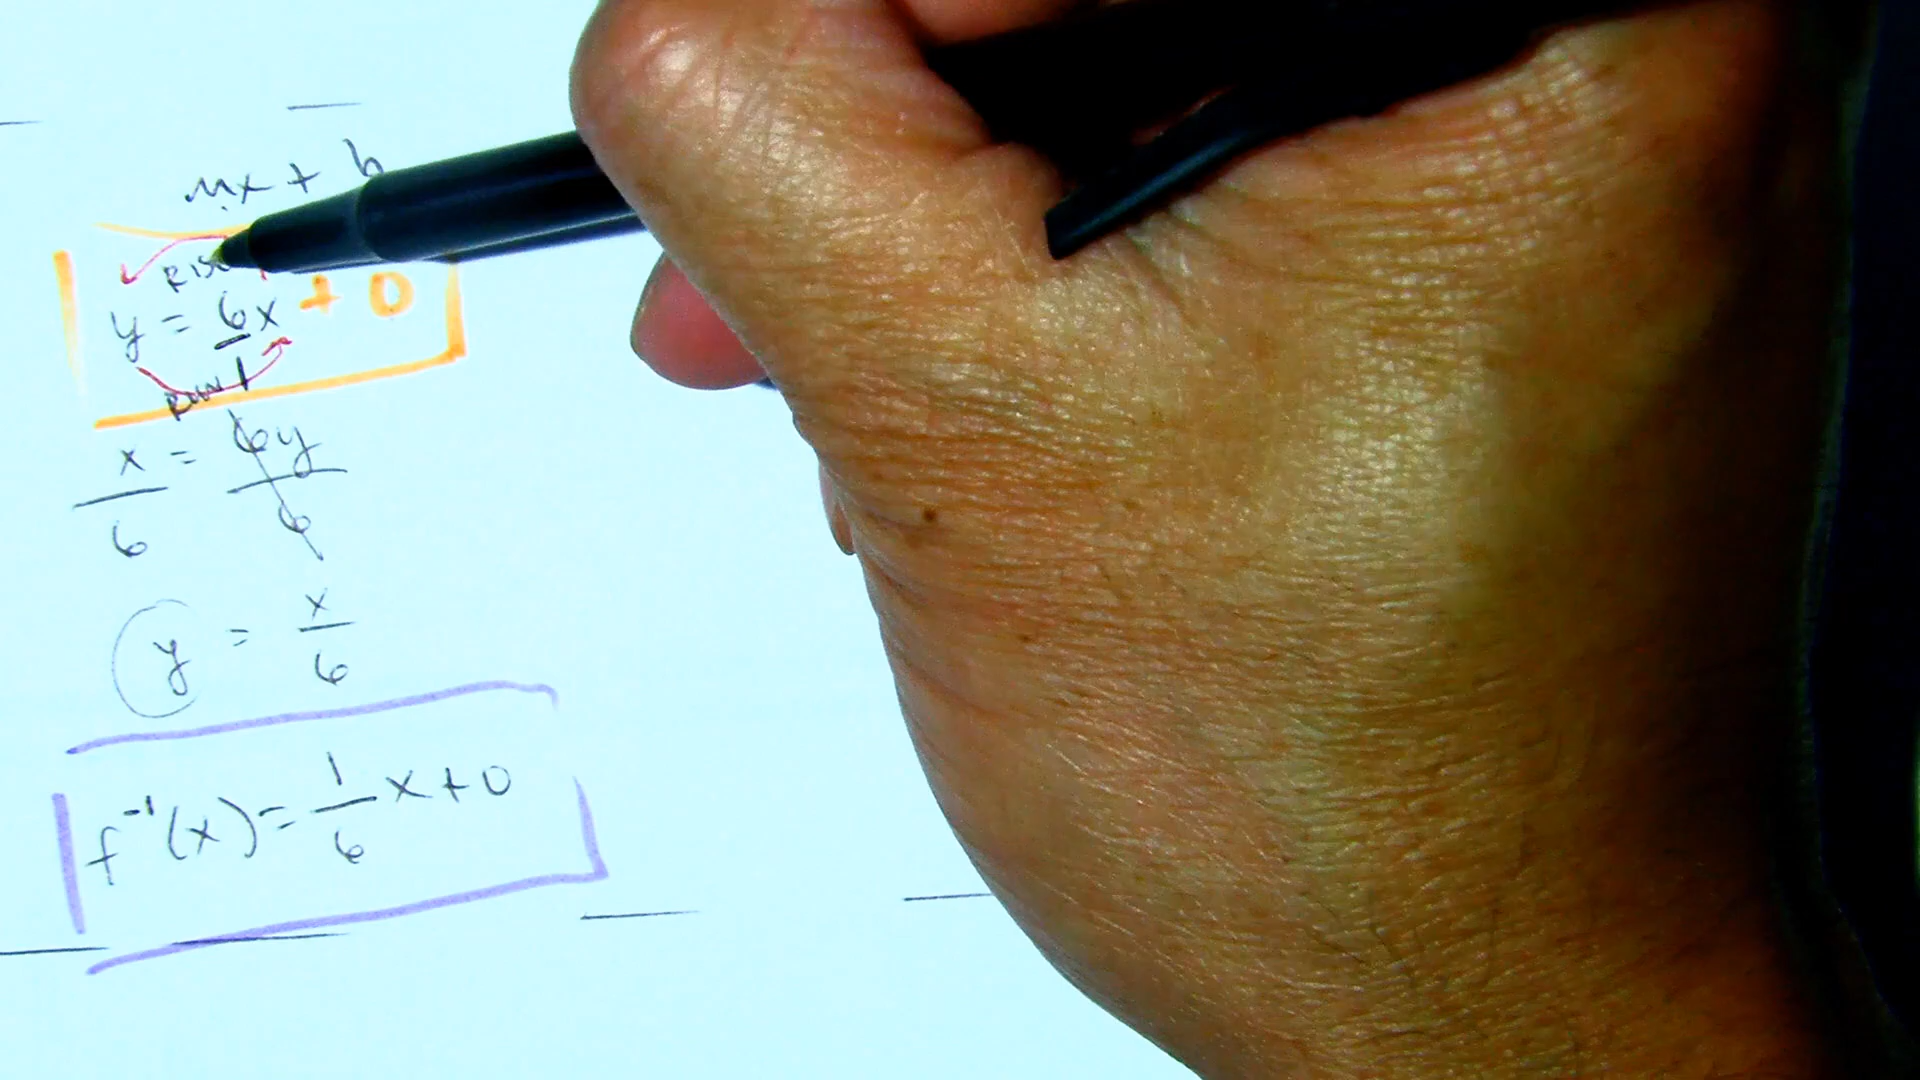 mx + b
RISE
y = 6x + 0
RUN 1
x = 6y
6 6
y = x
6
f⁻¹(x) = 1/6 x + 0